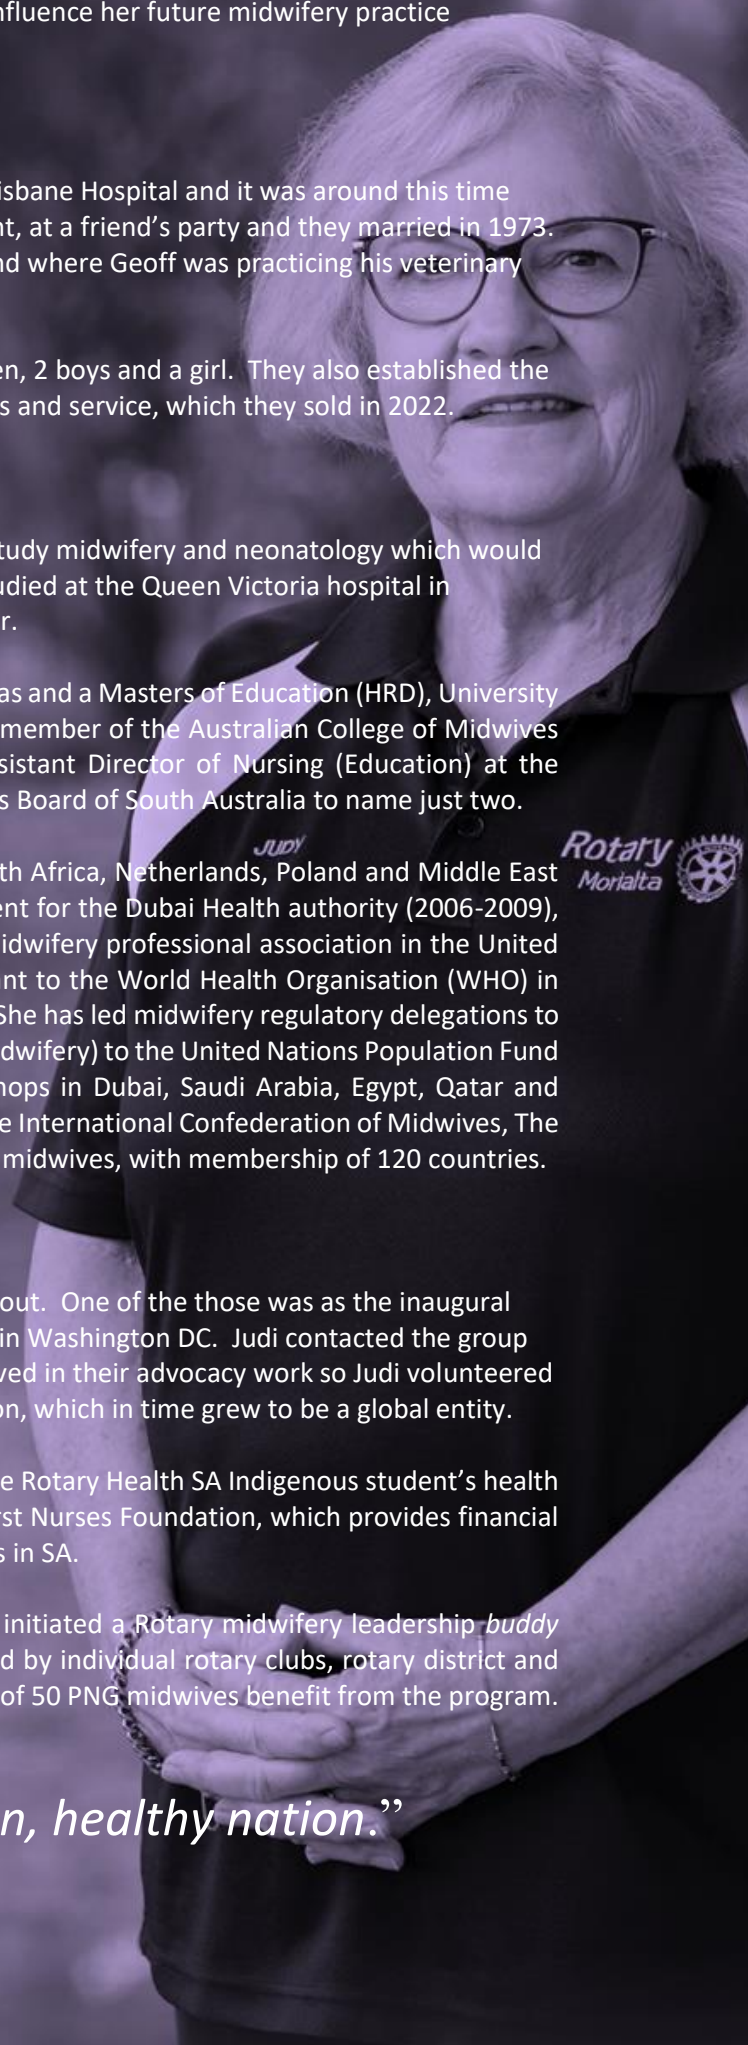 nfluence her future midwifery practice
isbane Hospital and it was around this time
nt, at a friend’s party and they married in 1973.
nd where Geoff was practicing his veterinary
en, 2 boys and a girl.  They also established the
s and service, which they sold in 2022.
tudy midwifery and neonatology which would
udied at the Queen Victoria hospital in
r.
as and a Masters of Education (HRD), University
member of the Australian College of Midwives
sistant Director of Nursing (Education) at the
s Board of South Australia to name just two.
JUDY
Rotary
Morialta
th Africa, Netherlands, Poland and Middle East
ent for the Dubai Health authority (2006-2009),
idwifery professional association in the United
nt to the World Health Organisation (WHO) in
She has led midwifery regulatory delegations to
dwifery) to the United Nations Population Fund
hops in Dubai, Saudi Arabia, Egypt, Qatar and
e International Confederation of Midwives, The
midwives, with membership of 120 countries.
out.  One of the those was as the inaugural
in Washington DC.  Judi contacted the group
ved in their advocacy work so Judi volunteered
on, which in time grew to be a global entity.
e Rotary Health SA Indigenous student’s health
rst Nurses Foundation, which provides financial
s in SA.
initiated a Rotary midwifery leadership buddy
d by individual rotary clubs, rotary district and
of 50 PNG midwives benefit from the program.
n, healthy nation.”